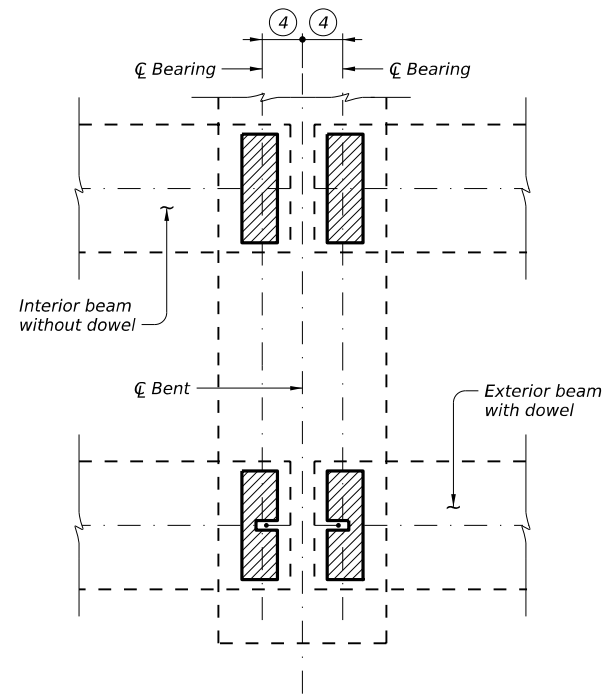 4 4
℄ Bearing ℄ Bearing
Interior beam
without dowel
℄ Bent
Exterior beam
with dowel